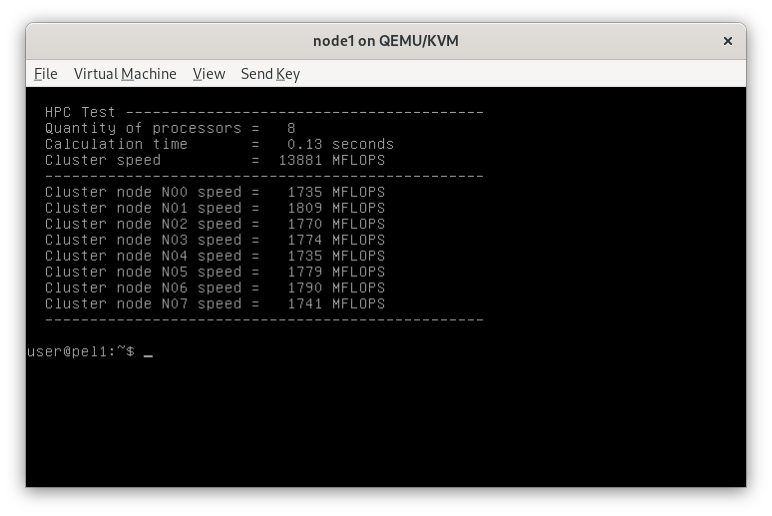 node1 on QEMU/KVM
File Virtual Machine View Send Key
HPC Test ----------------------------------------
Quantity of processors =   8
Calculation time       =   0.13 seconds
Cluster speed          =  13881 MFLOPS
-------------------------------------------------
Cluster node N00 speed =   1735 MFLOPS
Cluster node N01 speed =   1809 MFLOPS
Cluster node N02 speed =   1770 MFLOPS
Cluster node N03 speed =   1774 MFLOPS
Cluster node N04 speed =   1735 MFLOPS
Cluster node N05 speed =   1779 MFLOPS
Cluster node N06 speed =   1790 MFLOPS
Cluster node N07 speed =   1741 MFLOPS
-------------------------------------------------
user@pel1:~$ _